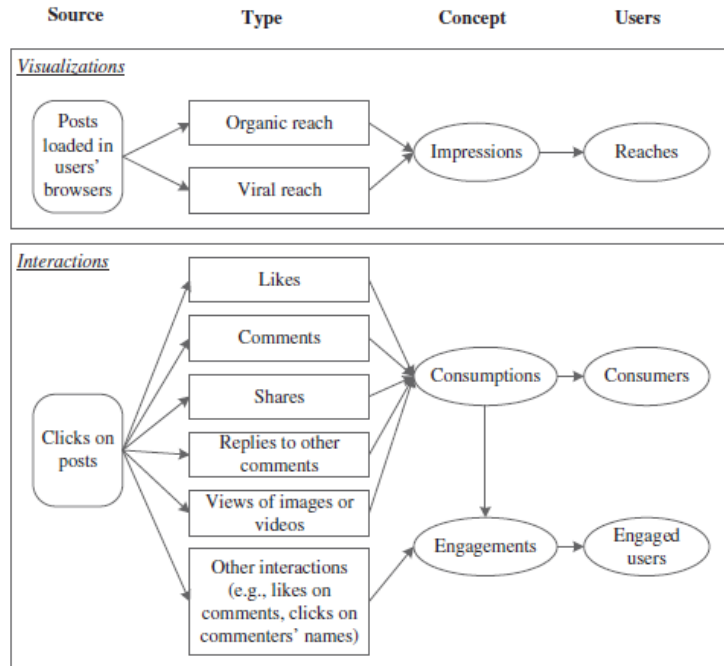 Source Type Concept Users
Visualizations
Posts
loaded in
users'
browsers
Organic reach
Viral reach
Impressions
Reaches
Interactions
Clicks on
posts
Likes
Comments
Shares
Replies to other
comments
Views of images or
videos
Other interactions
(e.g., likes on
comments, clicks on
commenters' names)
Consumptions
Consumers
Engagements
Engaged
users